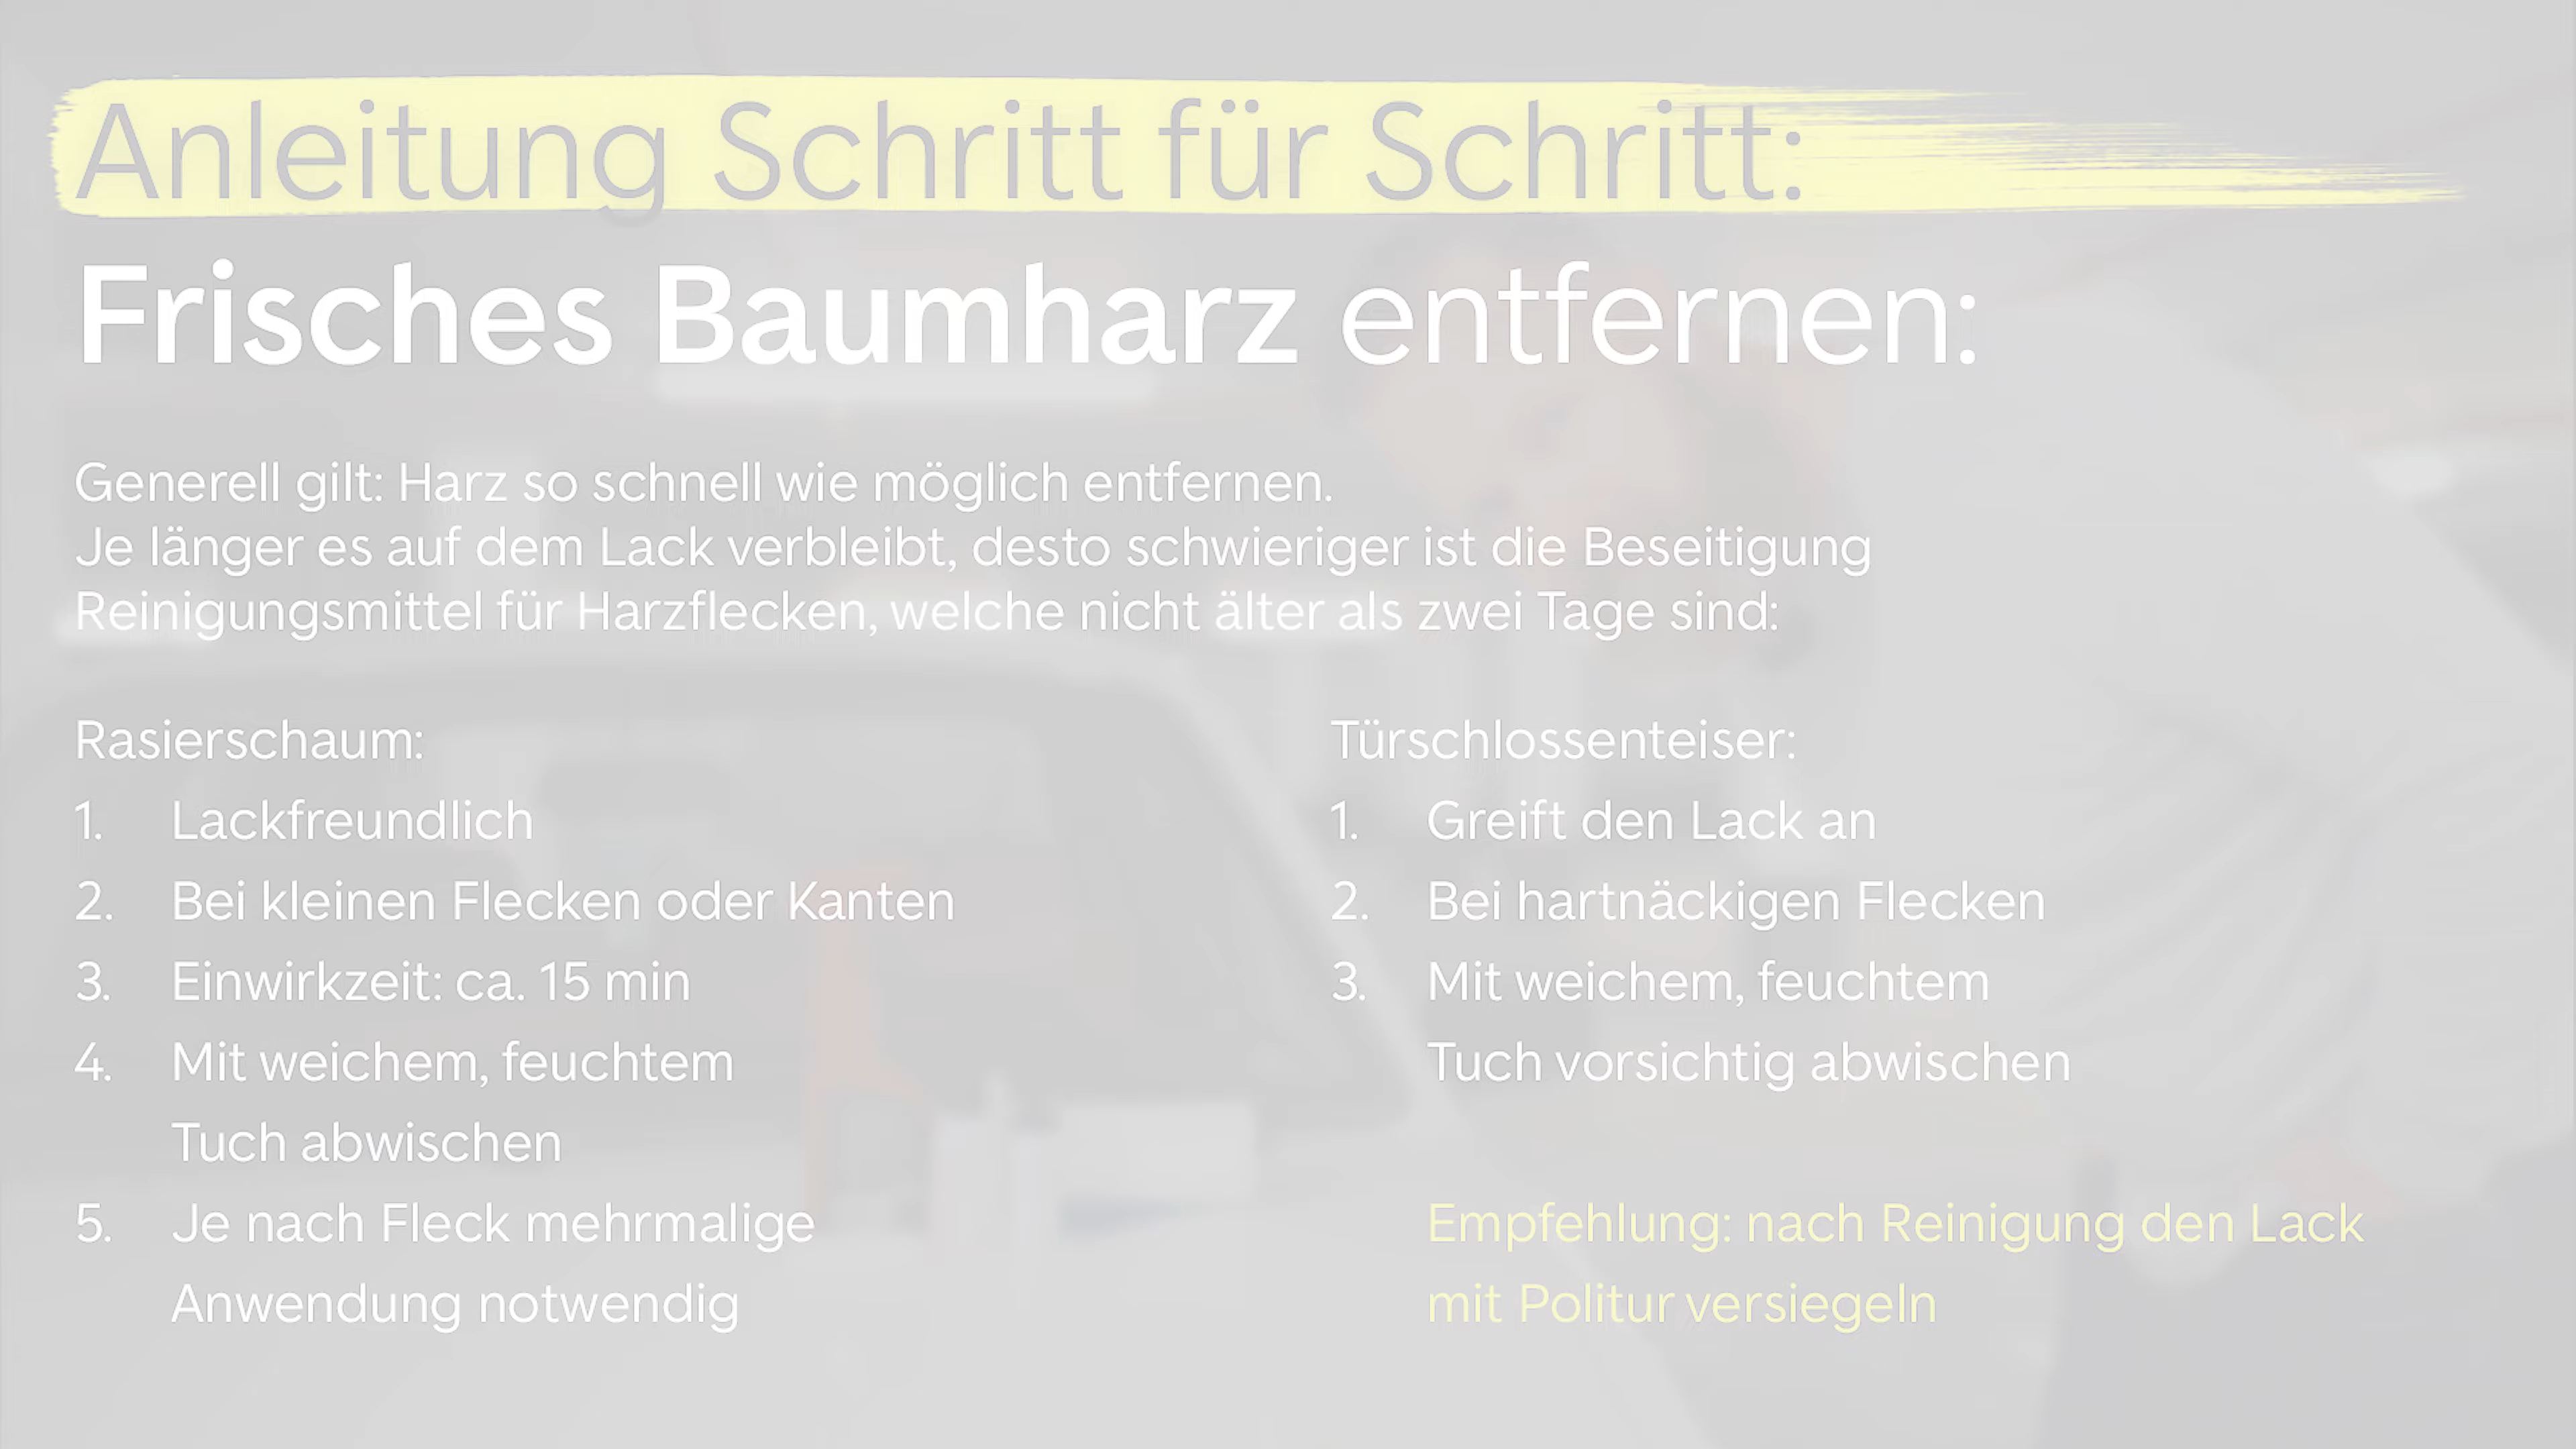 Anleitung Schritt für Schritt:
Frisches Baumharz entfernen:
Generell gilt: Harz so schnell wie möglich entfernen.
Je länger es auf dem Lack verbleibt, desto schwieriger ist die Beseitigung
Reinigungsmittel für Harzflecken, welche nicht älter als zwei Tage sind:
Rasierschaum:
1. Lackfreundlich
2. Bei kleinen Flecken oder Kanten
3. Einwirkzeit: ca. 15 min
4. Mit weichem, feuchtem
Tuch abwischen
5. Je nach Fleck mehrmalige
Anwendung notwendig
Türschlossenteiser:
1. Greift den Lack an
2. Bei hartnäckigen Flecken
3. Mit weichem, feuchtem
Tuch vorsichtig abwischen
Empfehlung: nach Reinigung den Lack
mit Politur versiegeln